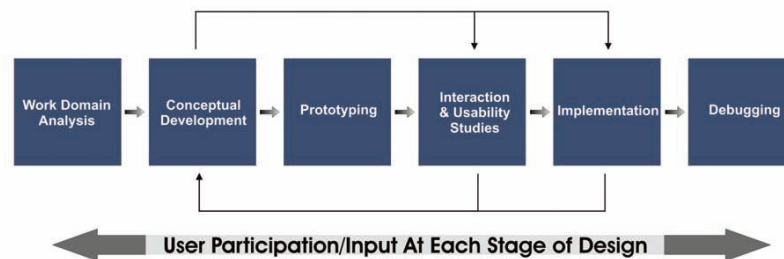 Work Domain
Analysis
Conceptual
Development
Prototyping
Interaction
& Usability
Studies
Implementation
Debugging
User Participation/Input At Each Stage of Design